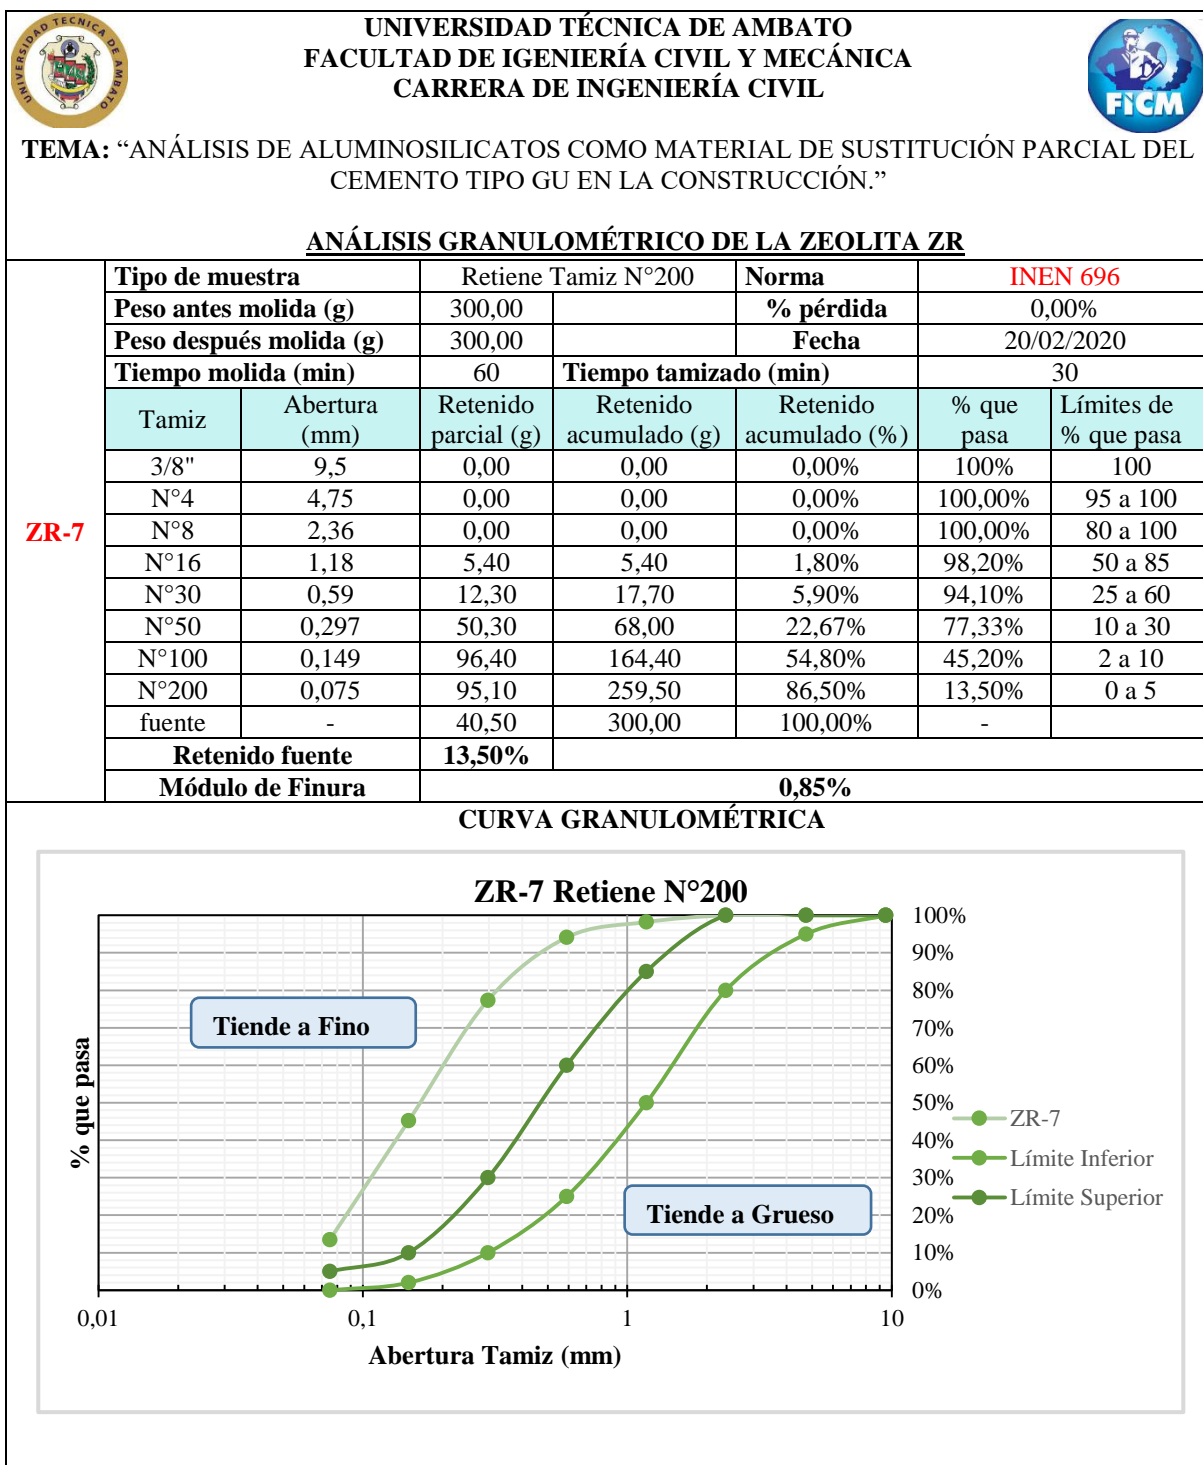 UNIVERSIDAD TÉCNICA DE AMBATO
FACULTAD DE IGENIERÍA CIVIL Y MECÁNICA
CARRERA DE INGENIERÍA CIVIL
UNIVERSIDAD TECNICA DE AMBATO
FICM
TEMA: “ANÁLISIS DE ALUMINOSILICATOS COMO MATERIAL DE SUSTITUCIÓN PARCIAL DEL
CEMENTO TIPO GU EN LA CONSTRUCCIÓN.”
ANÁLISIS GRANULOMÉTRICO DE LA ZEOLITA ZR
ZR-7
Tipo de muestra Retiene Tamiz N°200 Norma INEN 696
Peso antes molida (g) 300,00 % pérdida 0,00%
Peso después molida (g) 300,00 Fecha 20/02/2020
Tiempo molida (min) 60 Tiempo tamizado (min) 30
Tamiz Abertura (mm) Retenido parcial (g) Retenido acumulado (g) Retenido acumulado (%) % que pasa Límites de % que pasa
3/8" 9,5 0,00 0,00 0,00% 100% 100
N°4 4,75 0,00 0,00 0,00% 100,00% 95 a 100
N°8 2,36 0,00 0,00 0,00% 100,00% 80 a 100
N°16 1,18 5,40 5,40 1,80% 98,20% 50 a 85
N°30 0,59 12,30 17,70 5,90% 94,10% 25 a 60
N°50 0,297 50,30 68,00 22,67% 77,33% 10 a 30
N°100 0,149 96,40 164,40 54,80% 45,20% 2 a 10
N°200 0,075 95,10 259,50 86,50% 13,50% 0 a 5
fuente - 40,50 300,00 100,00% -
Retenido fuente 13,50%
Módulo de Finura 0,85%
CURVA GRANULOMÉTRICA
ZR-7 Retiene N°200
100%
90%
80%
70%
60%
50%
40%
30%
20%
10%
0%
% que pasa
Tiende a Fino
Tiende a Grueso
ZR-7
Límite Inferior
Límite Superior
0,01 0,1 1 10
Abertura Tamiz (mm)